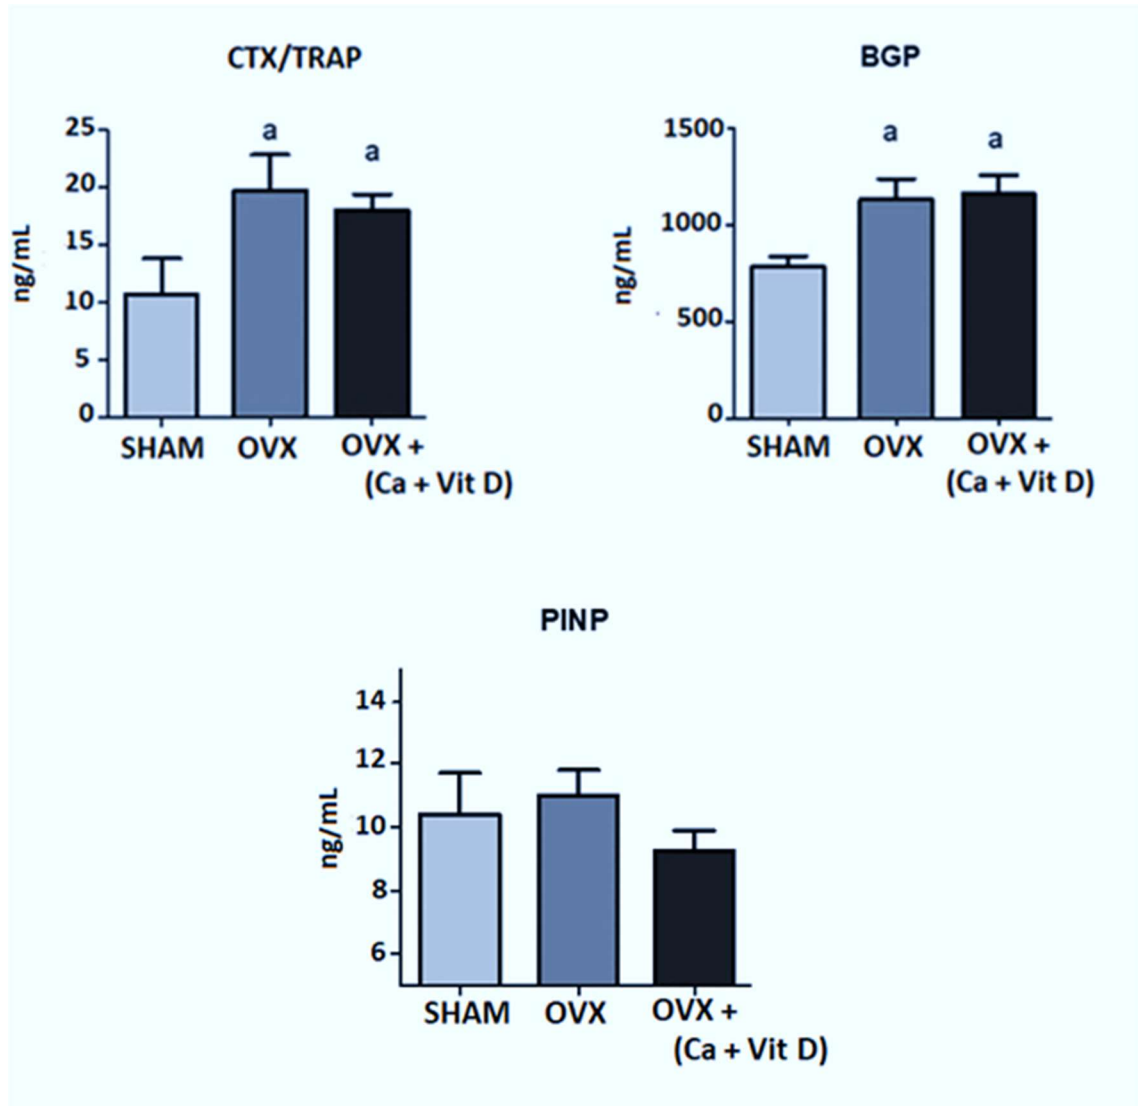 CTX/TRAP
25
20
15
10
5
0
ng/mL
a
a
SHAM
OVX
OVX +
(Ca + Vit D)
BGP
1500
1000
500
0
ng/mL
a
a
SHAM
OVX
OVX +
(Ca + Vit D)
PINP
14
12
10
8
6
ng/mL
SHAM
OVX
OVX +
(Ca + Vit D)